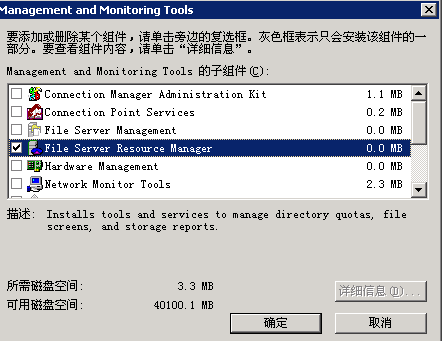 Management and Monitoring Tools
要添加或删除某个组件，请单击旁边的复选框。灰色框表示只会安装该组件的一
部分。要查看组件内容，请单击“详细信息”。
Management and Monitoring Tools 的子组件(C):
Connection Manager Administration Kit 1.1 MB
Connection Point Services 0.2 MB
File Server Management 0.0 MB
File Server Resource Manager 0.0 MB
Hardware Management 0.0 MB
Network Monitor Tools 2.3 MB
描述: Installs tools and services to manage directory quotas, file
screens, and storage reports.
所需磁盘空间: 3.3 MB
可用磁盘空间: 40100.1 MB
详细信息(D)...
确定 取消